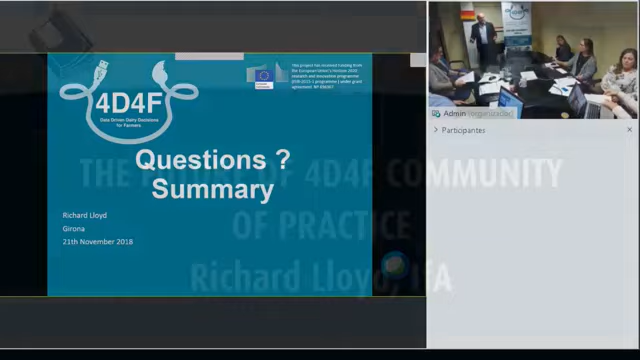 4D4F
Data Driven Dairy Decisions
for Farmers
This project has received funding from
the European Union's Horizon 2020
research and innovation programme
under grant
Questions ?
Summary
Richard Lloyd
Girona
21th November 2018
THE FUTURE OF 4D4F COMMUNITY
OF PRACTICE
Richard Lloyd, IfA
Admin (organizador)
Participantes